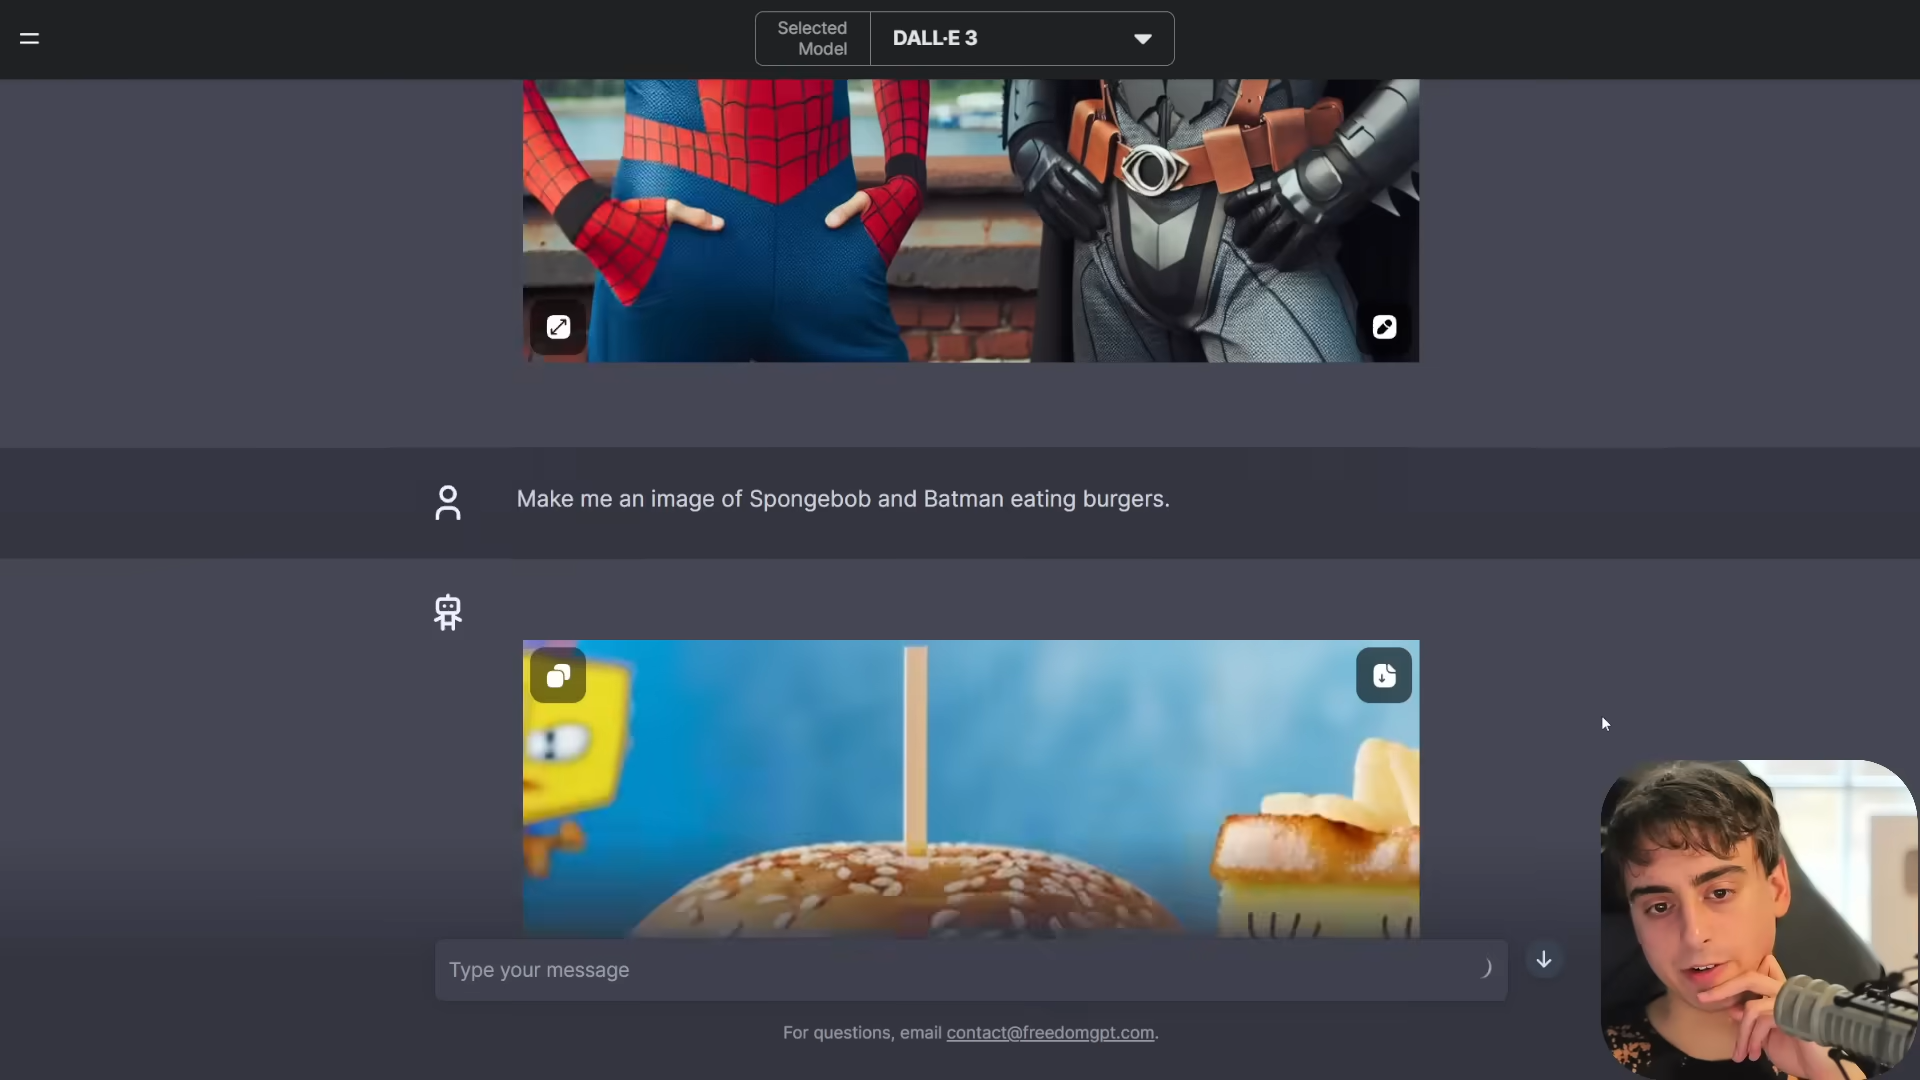 Selected
Model
DALL·E 3
Make me an image of Spongebob and Batman eating burgers.
Type your message
For questions, email contact@freedomgpt.com.